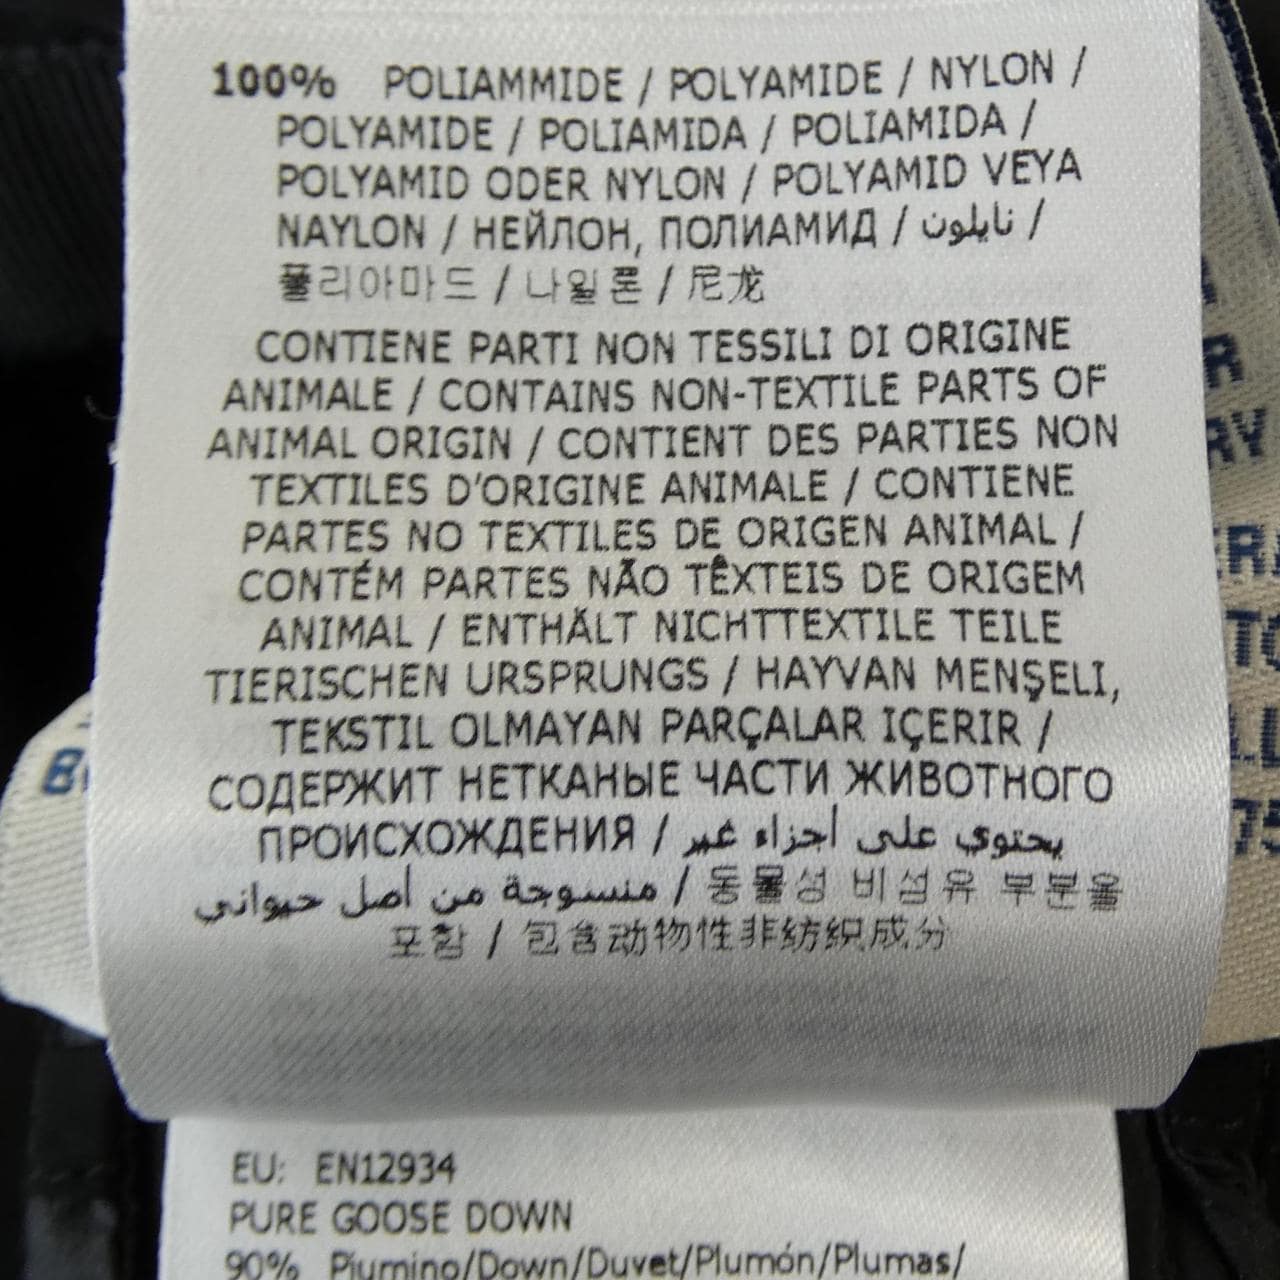 100% POLIAMMIDE / POLYAMIDE / NYLON /
POLYAMIDE / POLIAMIDA / POLIAMIDA /
POLYAMID ODER NYLON / POLYAMID VEYA
NAYLON / НЕЙЛОН, ПОЛИАМИД / نايلون /
폴리아마드 / 나일론 / 尼龙
CONTIENE PARTI NON TESSILI DI ORIGINE
ANIMALE / CONTAINS NON-TEXTILE PARTS OF
ANIMAL ORIGIN / CONTIENT DES PARTIES NON
TEXTILES D'ORIGINE ANIMALE / CONTIENE
PARTES NO TEXTILES DE ORIGEN ANIMAL /
CONTÉM PARTES NÃO TÊXTEIS DE ORIGEM
ANIMAL / ENTHÄLT NICHTTEXTILE TEILE
TIERISCHEN URSPRUNGS / HAYVAN MENŞELI,
TEKSTIL OLMAYAN PARÇALAR IÇERIR /
СОДЕРЖИТ НЕТКАНЫЕ ЧАСТИ ЖИВОТНОГО
ПРОИСХОЖДЕНИЯ / يحتوي على أجزاء غير
منسوجة من أصل حيواني / 동물성 비섬유 부분을
포함 / 包含动物性非纺织成分
EU: EN12934
PURE GOOSE DOWN
90% Piumino/Down/Duvet/Plumón/Plumas/